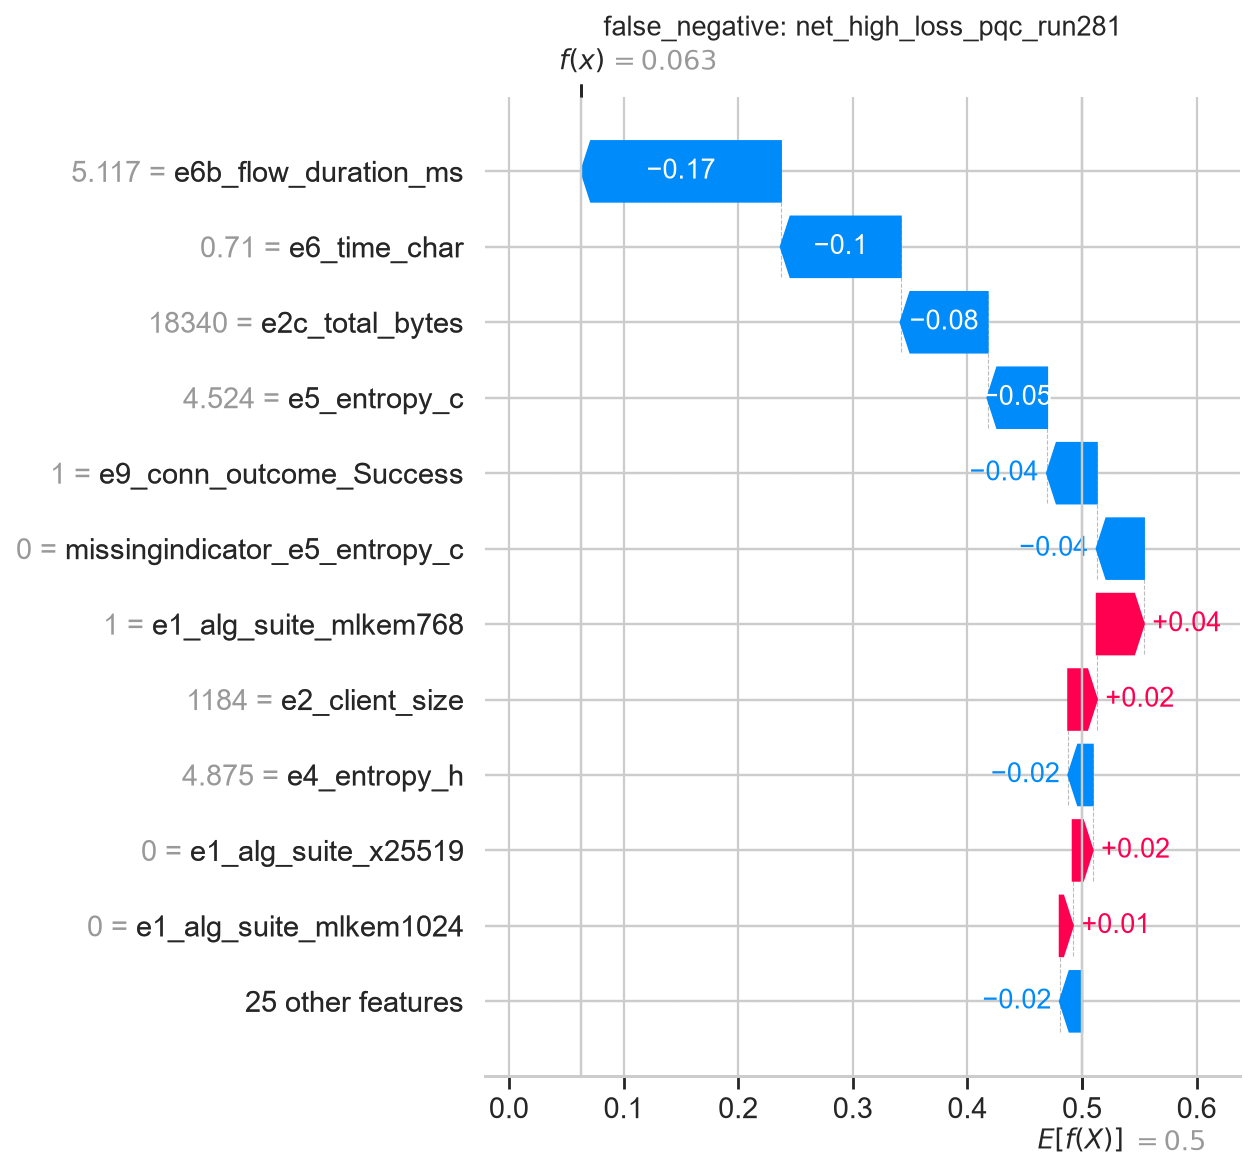 false_negative: net_high_loss_pqc_run281
f(x) = 0.063
5.117 = e6b_flow_duration_ms −0.17
0.71 = e6_time_char −0.1
18340 = e2c_total_bytes −0.08
4.524 = e5_entropy_c −0.05
1 = e9_conn_outcome_Success −0.04
0 = missingindicator_e5_entropy_c −0.04
1 = e1_alg_suite_mlkem768 +0.04
1184 = e2_client_size +0.02
4.875 = e4_entropy_h −0.02
0 = e1_alg_suite_x25519 +0.02
0 = e1_alg_suite_mlkem1024 +0.01
25 other features −0.02
0.0 0.1 0.2 0.3 0.4 0.5 0.6
E[f(X)] = 0.5